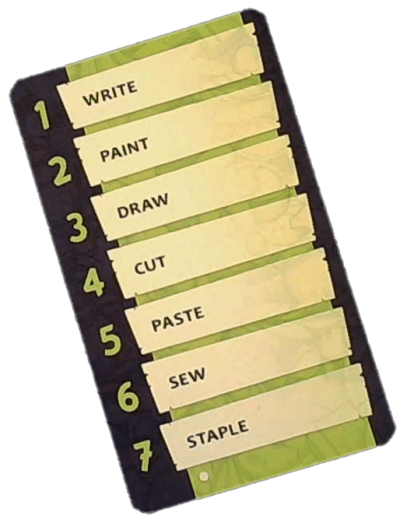 1 WRITE
2 PAINT
3 DRAW
4 CUT
5 PASTE
6 SEW
7 STAPLE